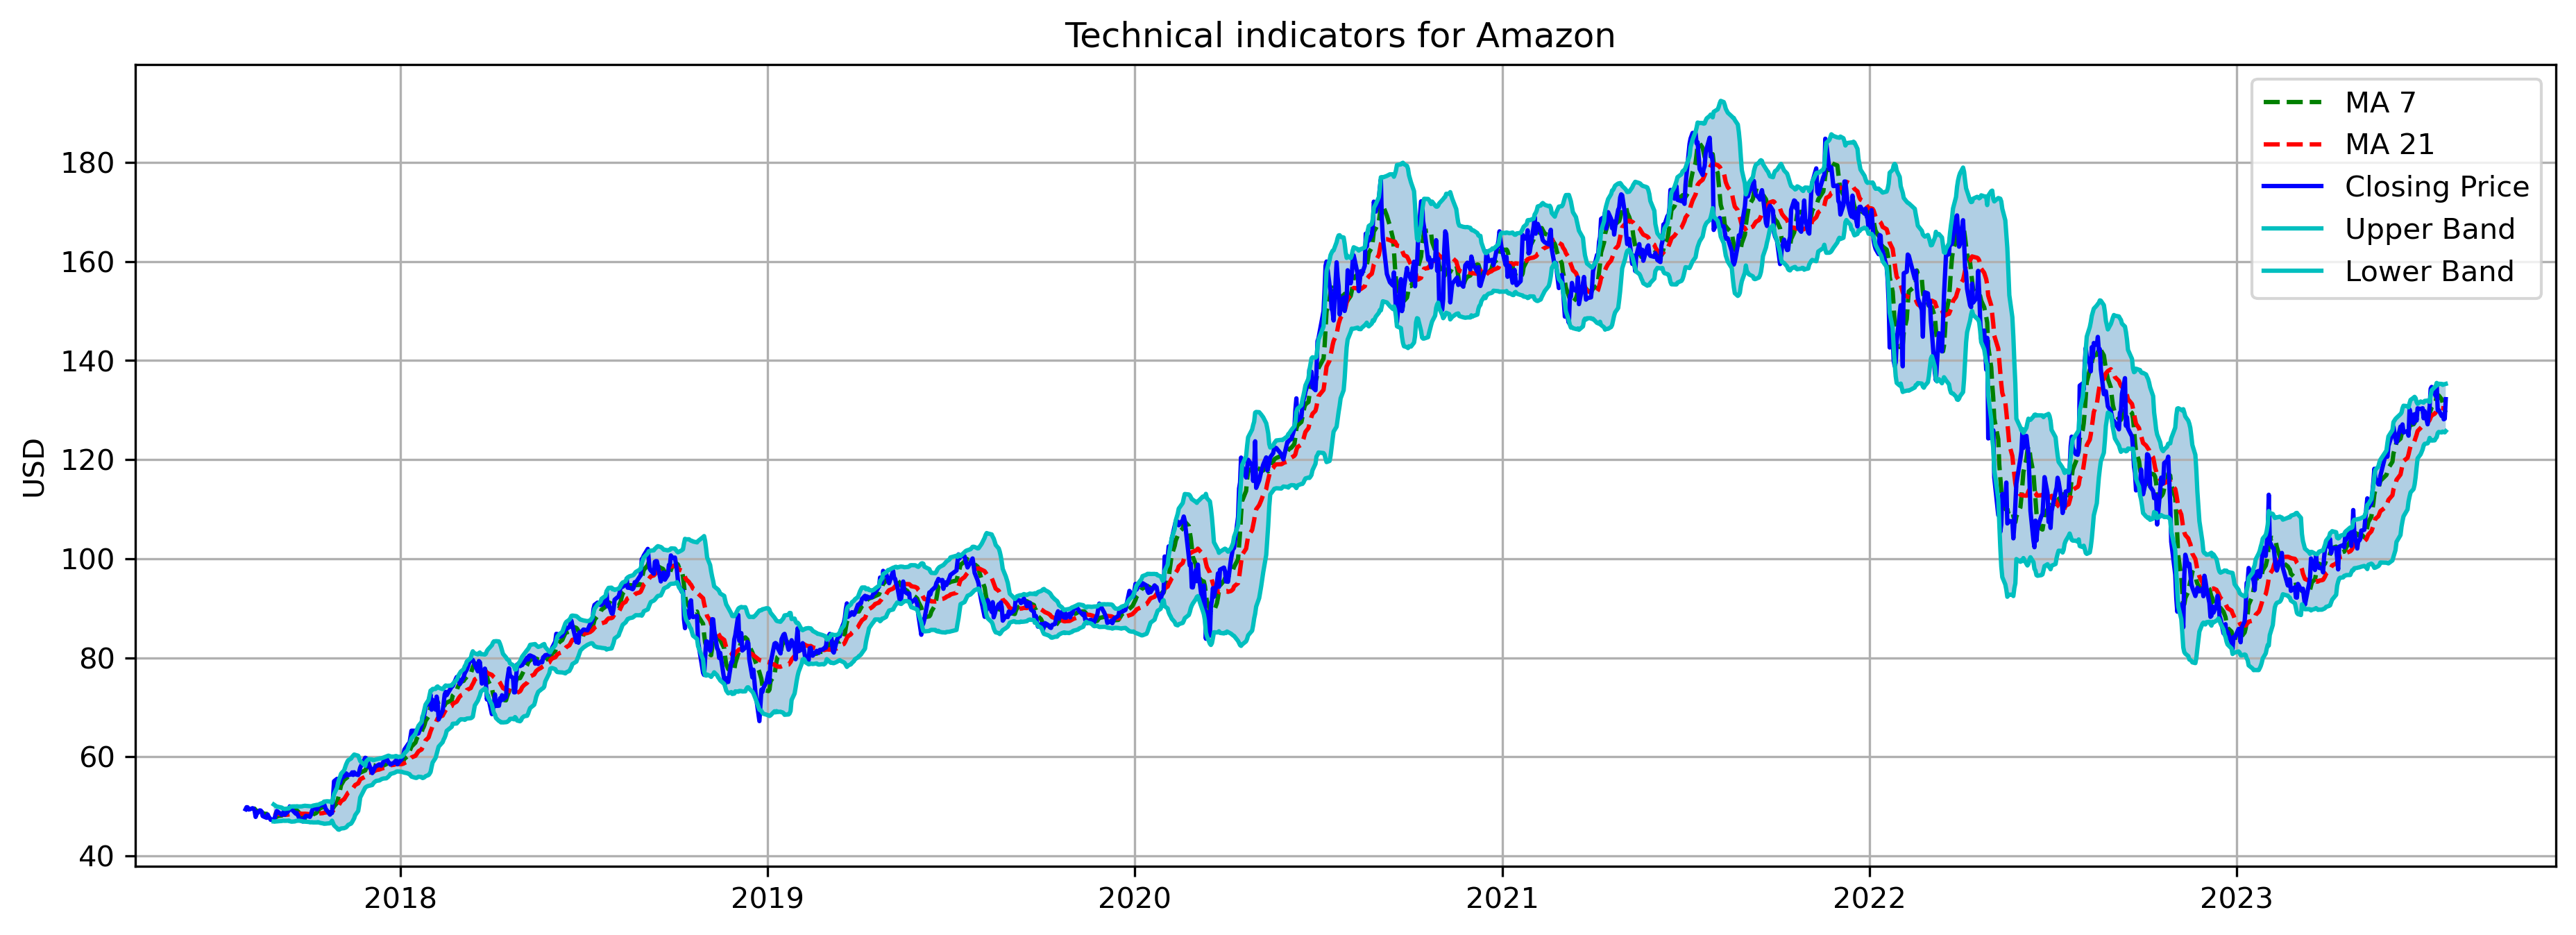 Technical indicators for Amazon
MA 7
MA 21
Closing Price
Upper Band
Lower Band
USD
180
160
140
120
100
80
60
40
2018 2019 2020 2021 2022 2023